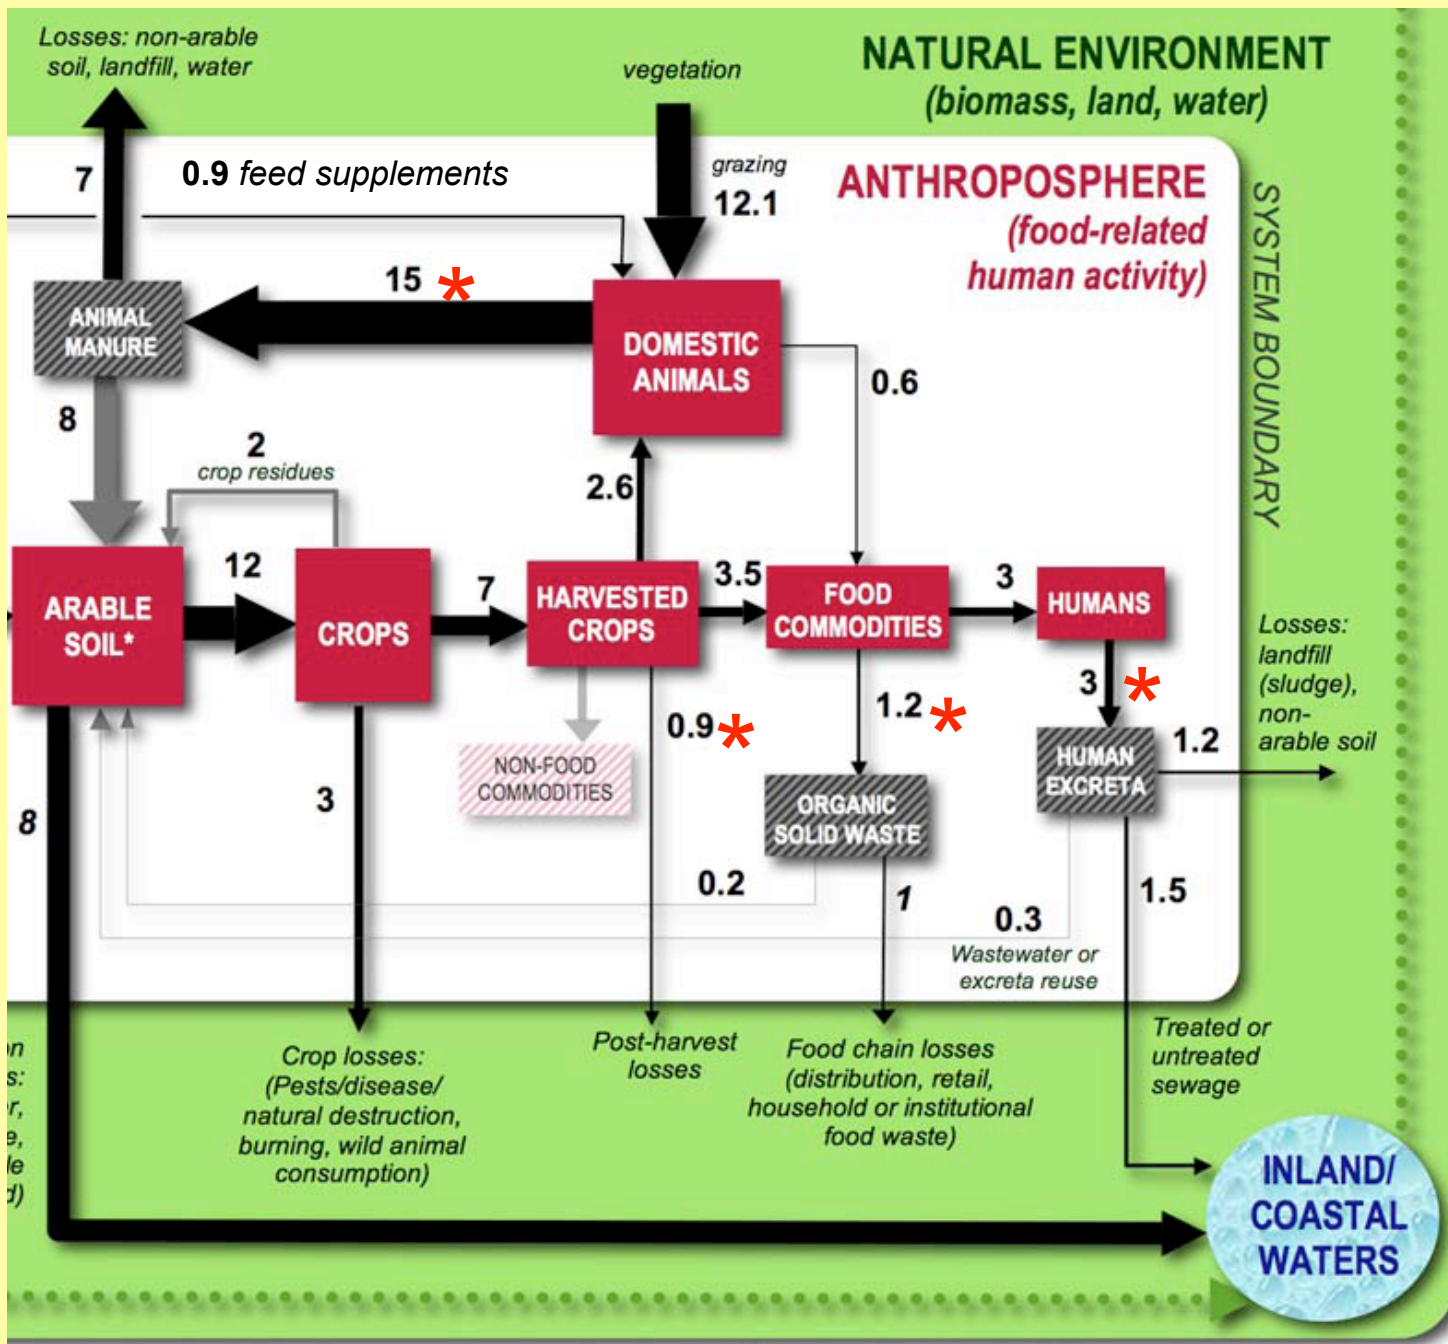 Losses: non-arable
soil, landfill, water
vegetation
NATURAL ENVIRONMENT
(biomass, land, water)
7
0.9 feed supplements
grazing
12.1
ANTHROPOSPHERE
(food-related
human activity)
SYSTEM BOUNDARY
15 *
ANIMAL
MANURE
DOMESTIC
ANIMALS
0.6
8
2
crop residues
2.6
ARABLE
SOIL*
12
CROPS
7
HARVESTED
CROPS
3.5
FOOD
COMMODITIES
3
HUMANS
Losses:
landfill
(sludge),
non-
arable soil
3 *
1.2 *
0.9 *
NON-FOOD
COMMODITIES
HUMAN
EXCRETA
1.2
ORGANIC
SOLID WASTE
8
3
0.2
1
0.3
1.5
Wastewater or
excreta reuse
on
s:
r,
e,
le
d)
Crop losses:
(Pests/disease/
natural destruction,
burning, wild animal
consumption)
Post-harvest
losses
Food chain losses
(distribution, retail,
household or institutional
food waste)
Treated or
untreated
sewage
INLAND/
COASTAL
WATERS